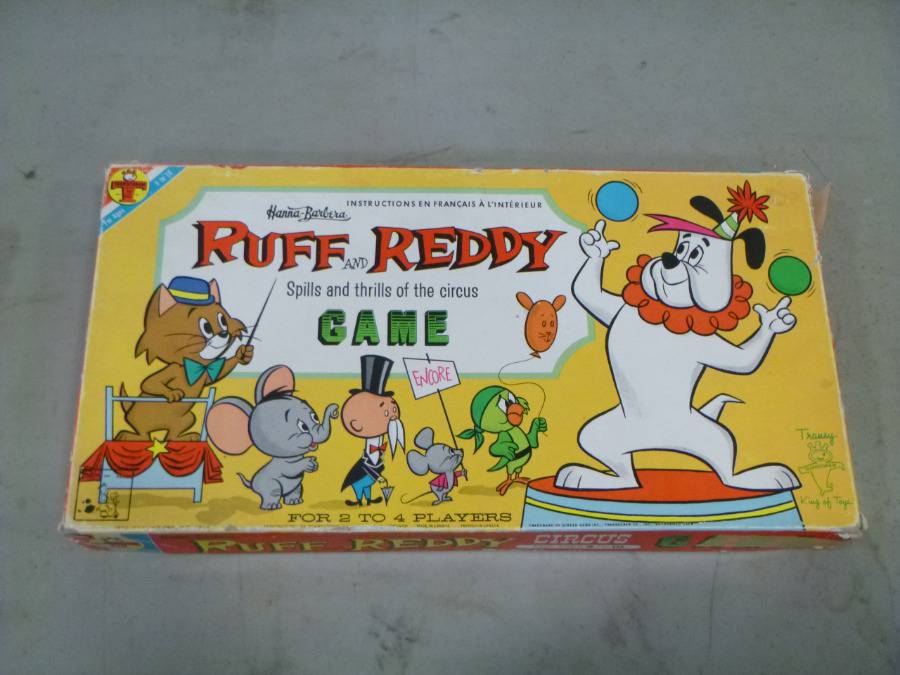 INSTRUCTIONS EN FRANÇAIS À L'INTÉRIEUR
Hanna-Barbera
RUFF AND REDDY
Spills and thrills of the circus
GAME
ENCORE
Traney
King of Toys
FOR 2 TO 4 PLAYERS
RUFF REDDY CIRCUS